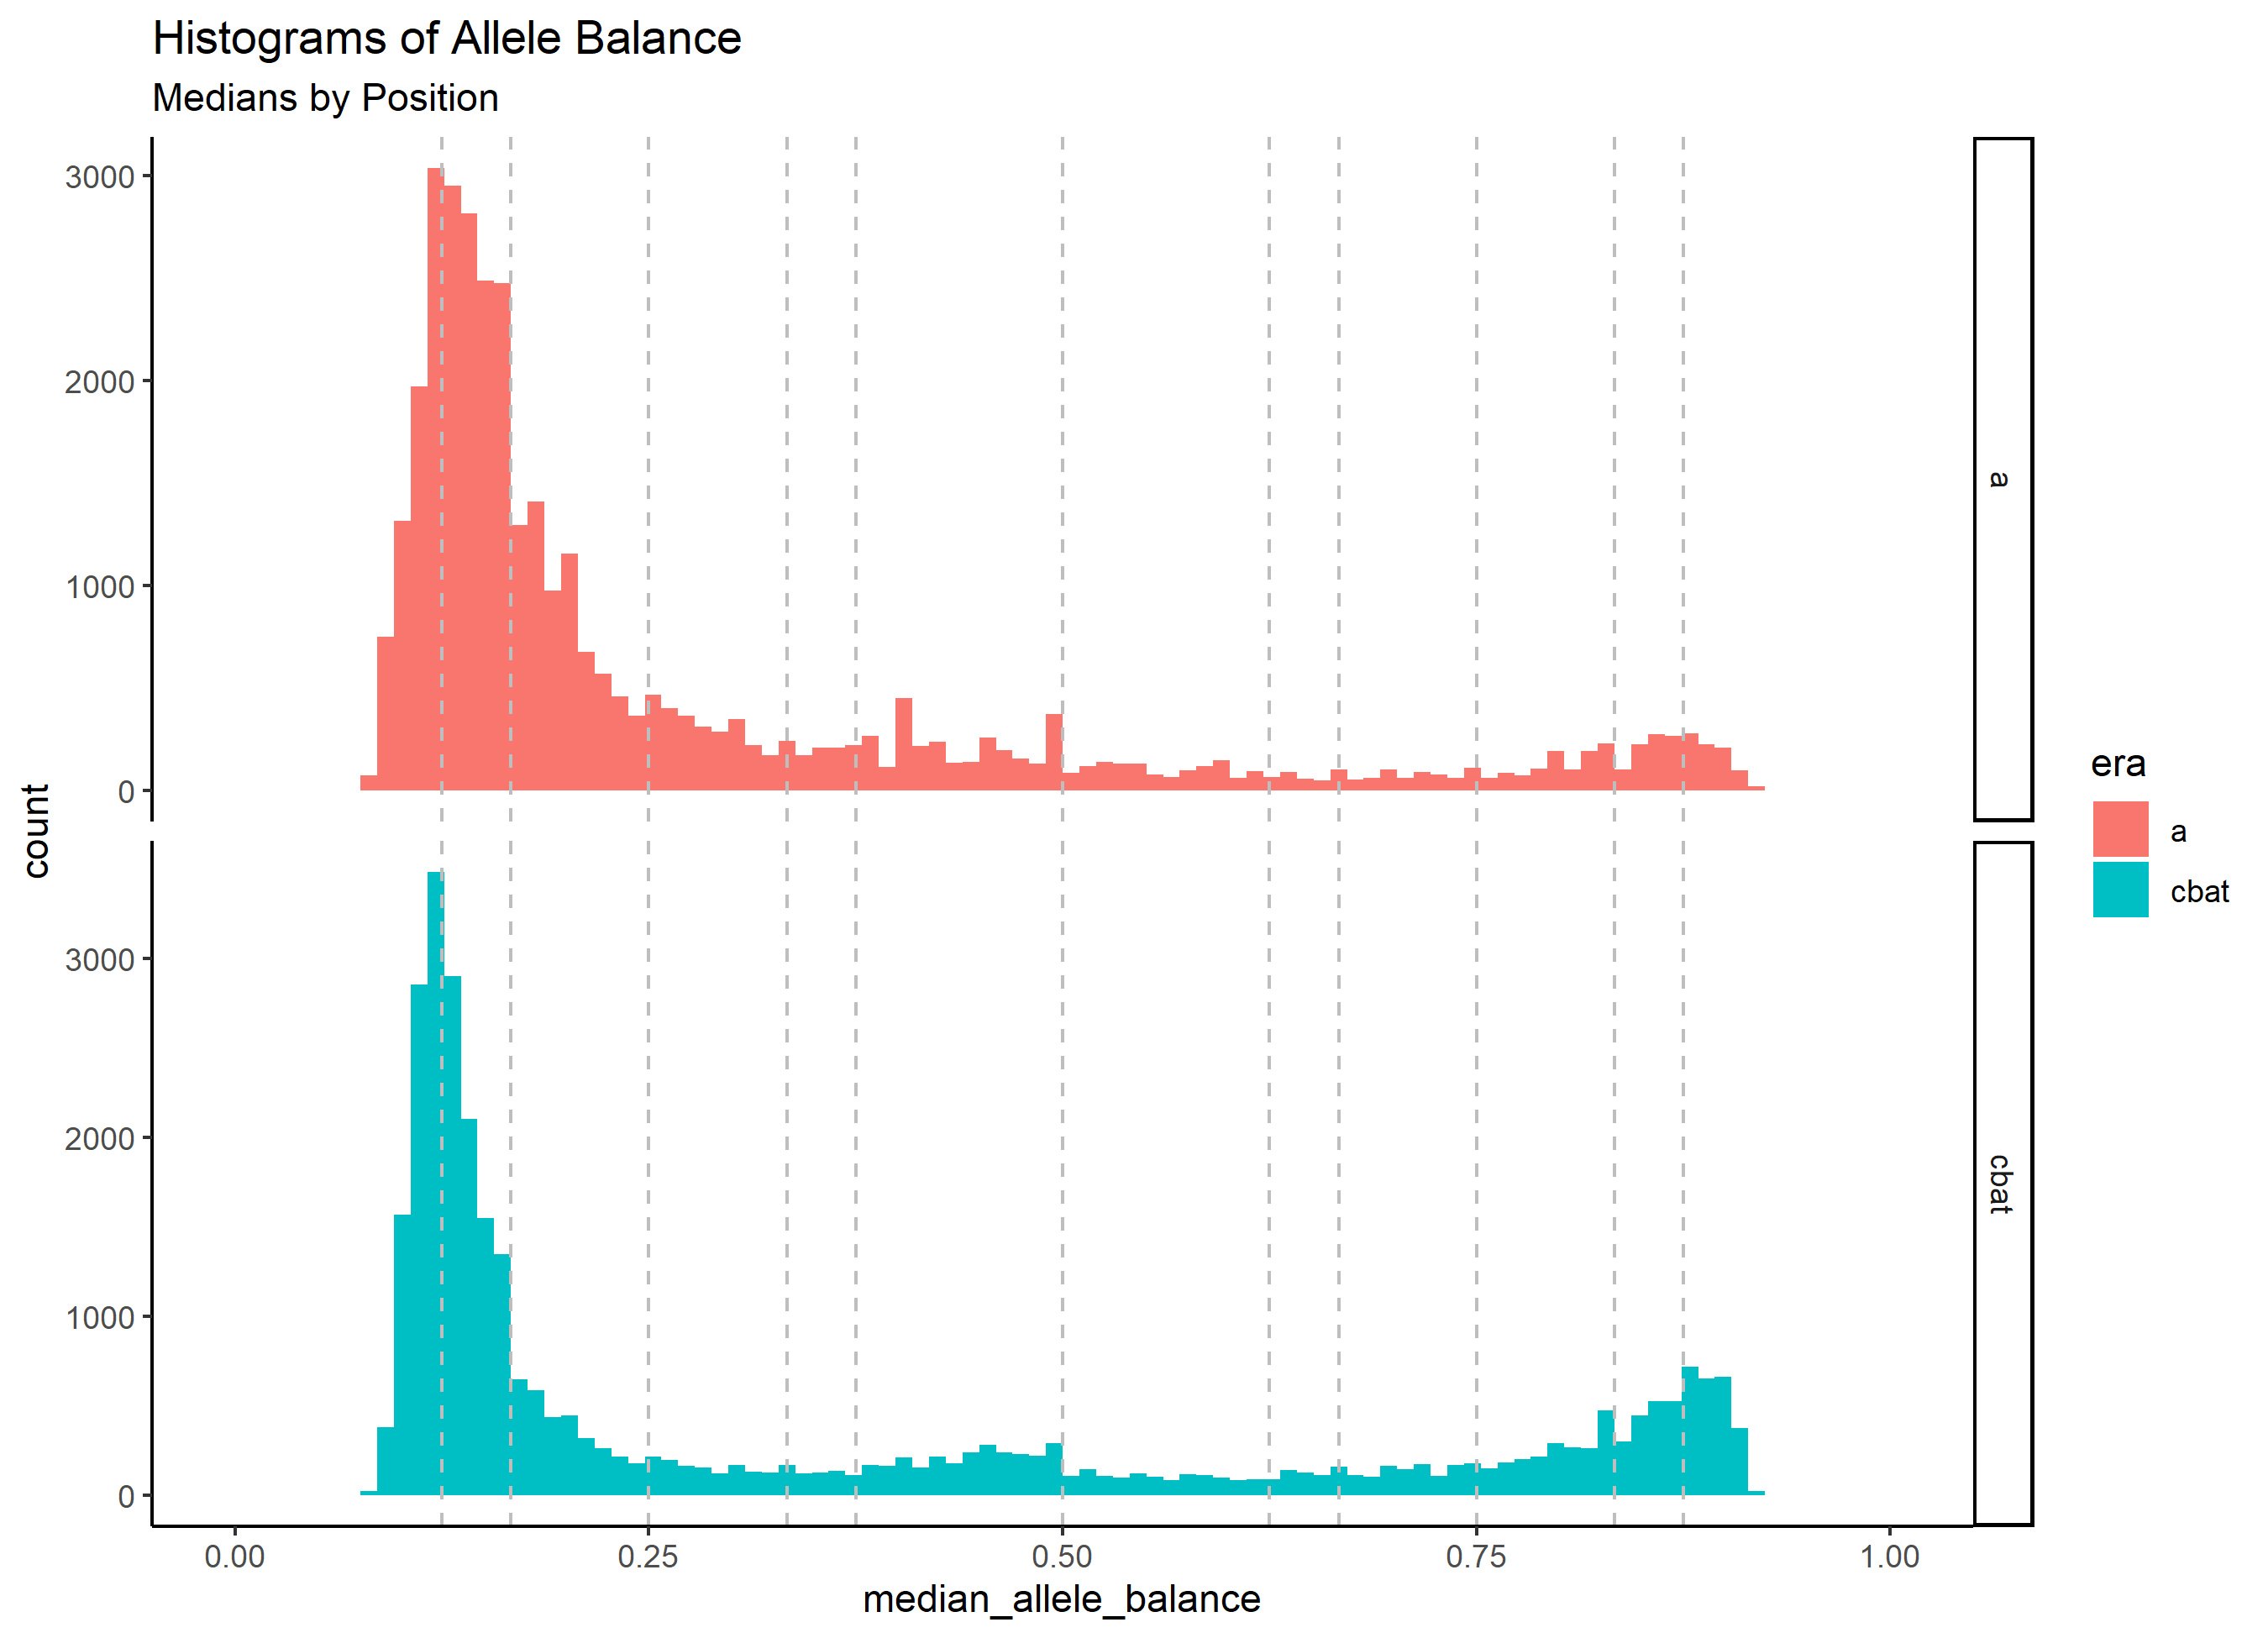 Histograms of Allele Balance
Medians by Position
3000
2000
1000
0
a
count
3000
2000
1000
0
cbat
0.00 0.25 0.50 0.75 1.00
median_allele_balance
era
a
cbat